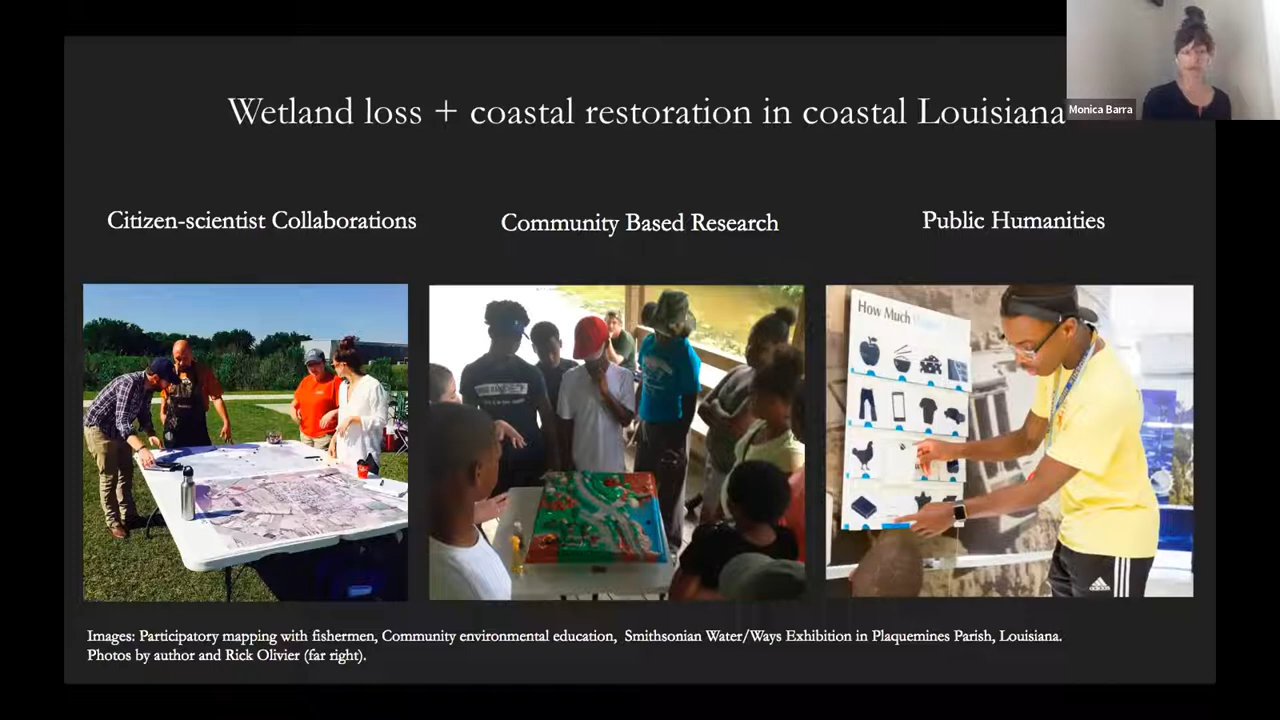 Monica Barra
Wetland loss + coastal restoration in coastal Louisiana
Citizen-scientist Collaborations
Community Based Research
Public Humanities
How Much
adidas
Images: Participatory mapping with fishermen, Community environmental education, Smithsonian Water/Ways Exhibition in Plaquemines Parish, Louisiana.
Photos by author and Rick Olivier (far right).